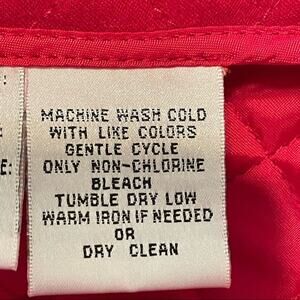 MACHINE WASH COLD
WITH LIKE COLORS
GENTLE CYCLE
ONLY NON-CHLORINE
BLEACH
TUMBLE DRY LOW
WARM IRON IF NEEDED
OR
DRY CLEAN